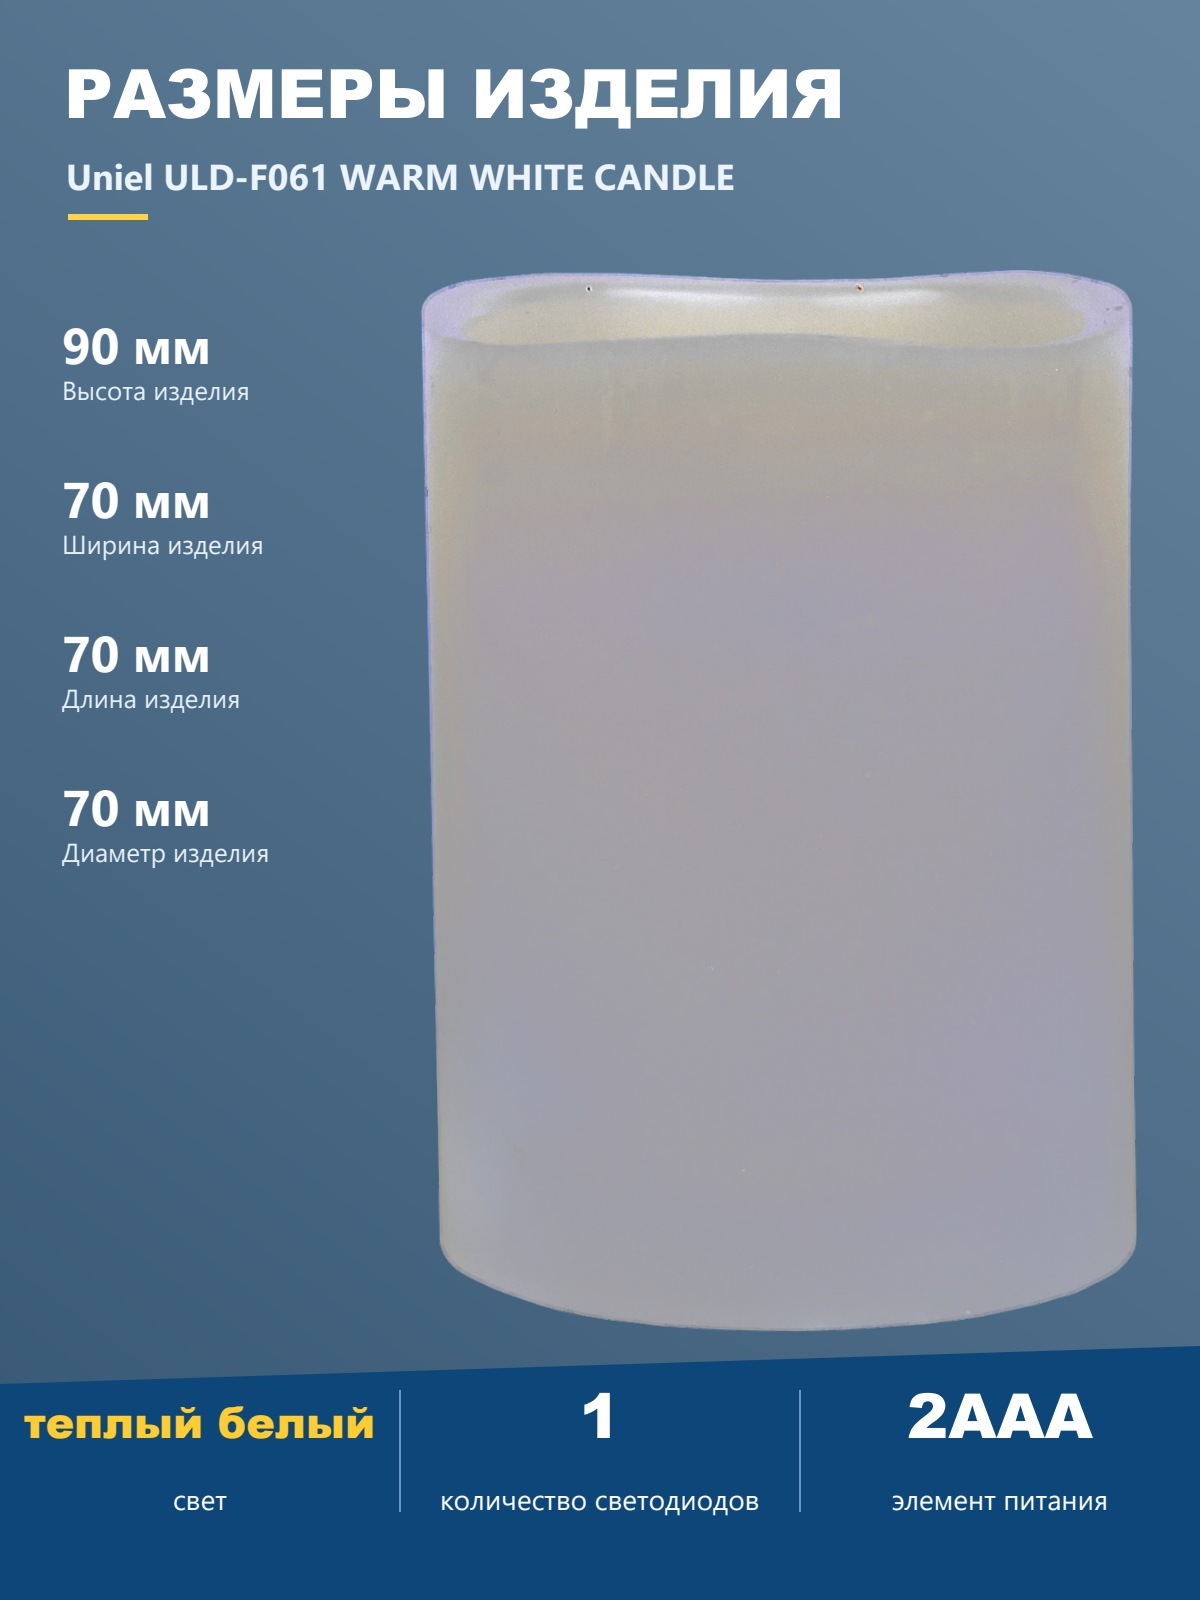 РАЗМЕРЫ ИЗДЕЛИЯ
Uniel ULD-F061 WARM WHITE CANDLE
90 мм
Высота изделия
70 мм
Ширина изделия
70 мм
Длина изделия
70 мм
Диаметр изделия
теплый белый
свет
1
количество светодиодов
2AAA
элемент питания